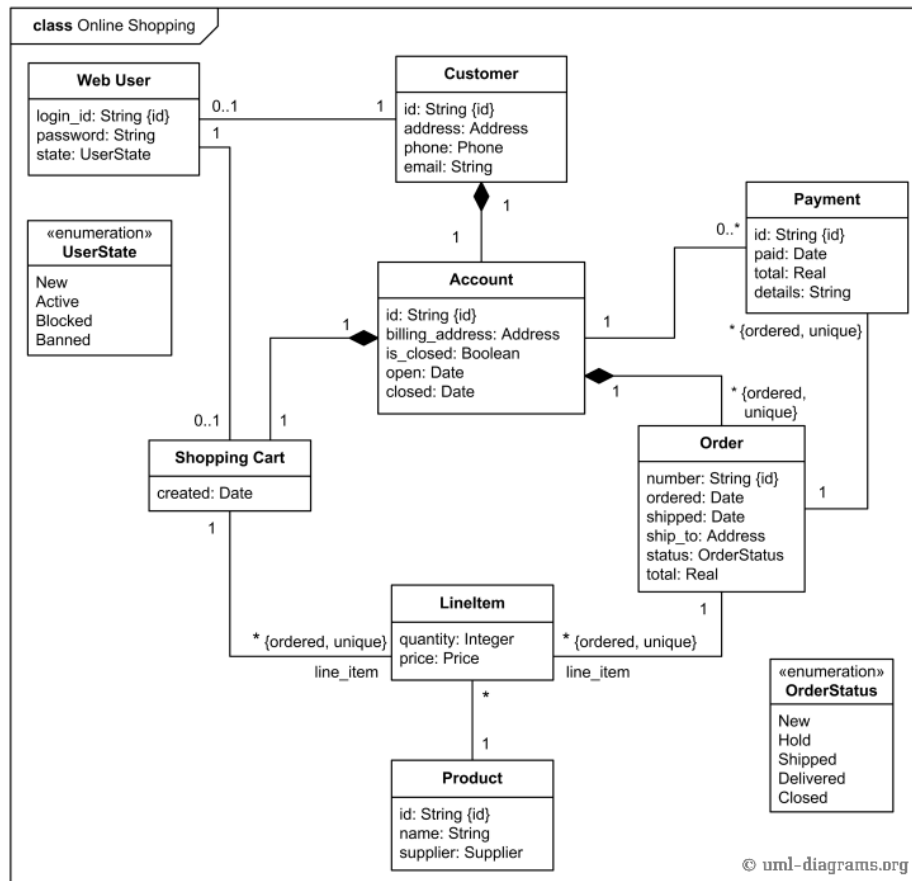 class Online Shopping
Web User
login_id: String {id}
password: String
state: UserState
0..1
1
1
Customer
id: String {id}
address: Address
phone: Phone
email: String
1
1
«enumeration»
UserState
New
Active
Blocked
Banned
Account
id: String {id}
billing_address: Address
is_closed: Boolean
open: Date
closed: Date
1
1
0..*
Payment
id: String {id}
paid: Date
total: Real
details: String
* {ordered, unique}
1
* {ordered,
unique}
0..1
1
Shopping Cart
created: Date
1
Order
number: String {id}
ordered: Date
shipped: Date
ship_to: Address
status: OrderStatus
total: Real
1
1
LineItem
quantity: Integer
price: Price
* {ordered, unique}
line_item
* {ordered, unique}
line_item
*
1
Product
id: String {id}
name: String
supplier: Supplier
«enumeration»
OrderStatus
New
Hold
Shipped
Delivered
Closed
© uml-diagrams.org